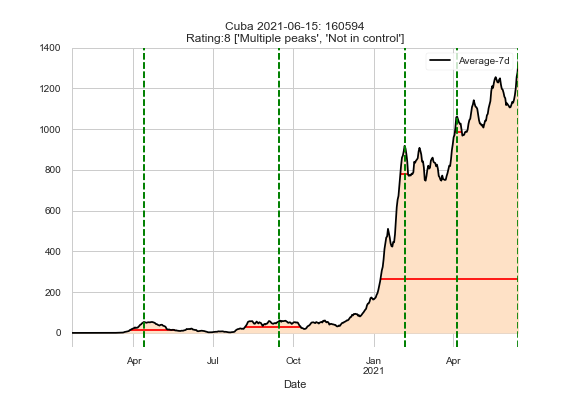 Cuba 2021-06-15: 160594
Rating:8 ['Multiple peaks', 'Not in control']
1400
Average-7d
1200
1000
800
600
400
200
0
Apr Jul Oct Jan Apr
2021
Date